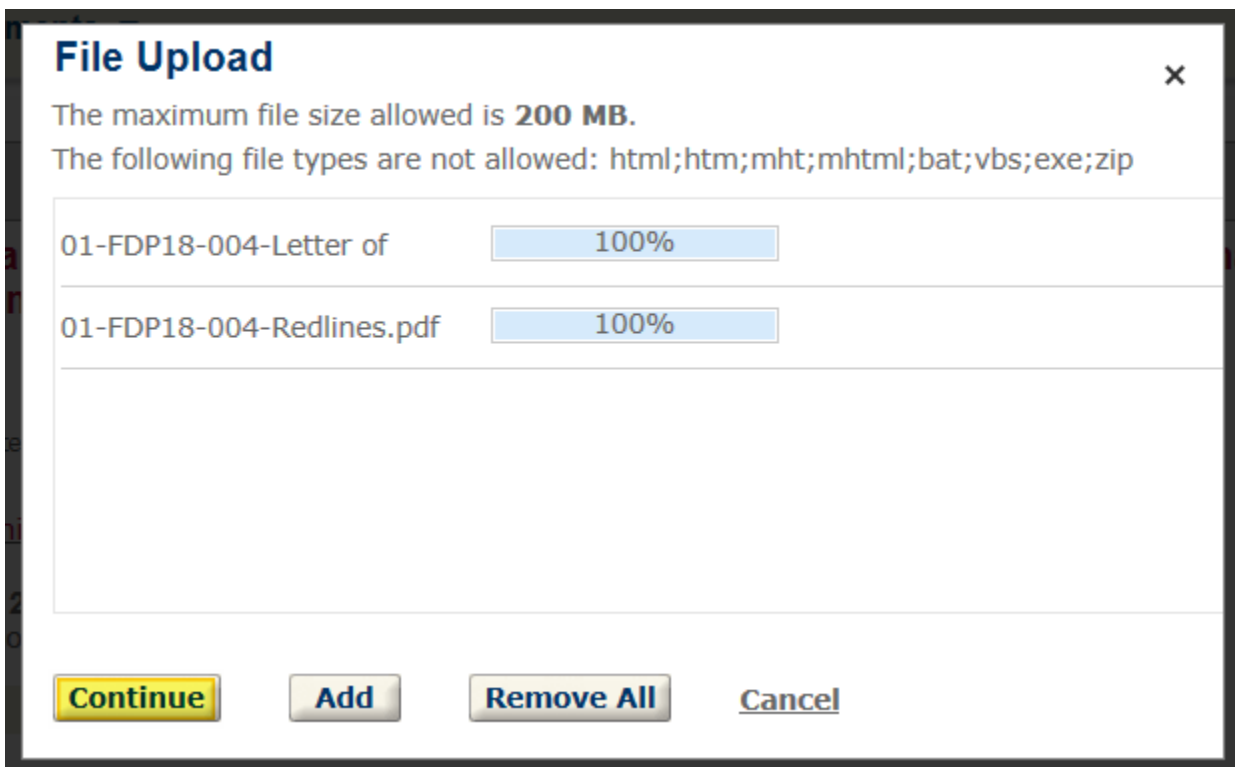 File Upload
×
The maximum file size allowed is 200 MB.
The following file types are not allowed: html;htm;mht;mhtml;bat;vbs;exe;zip
01-FDP18-004-Letter of 100%
01-FDP18-004-Redlines.pdf 100%
Continue Add Remove All Cancel